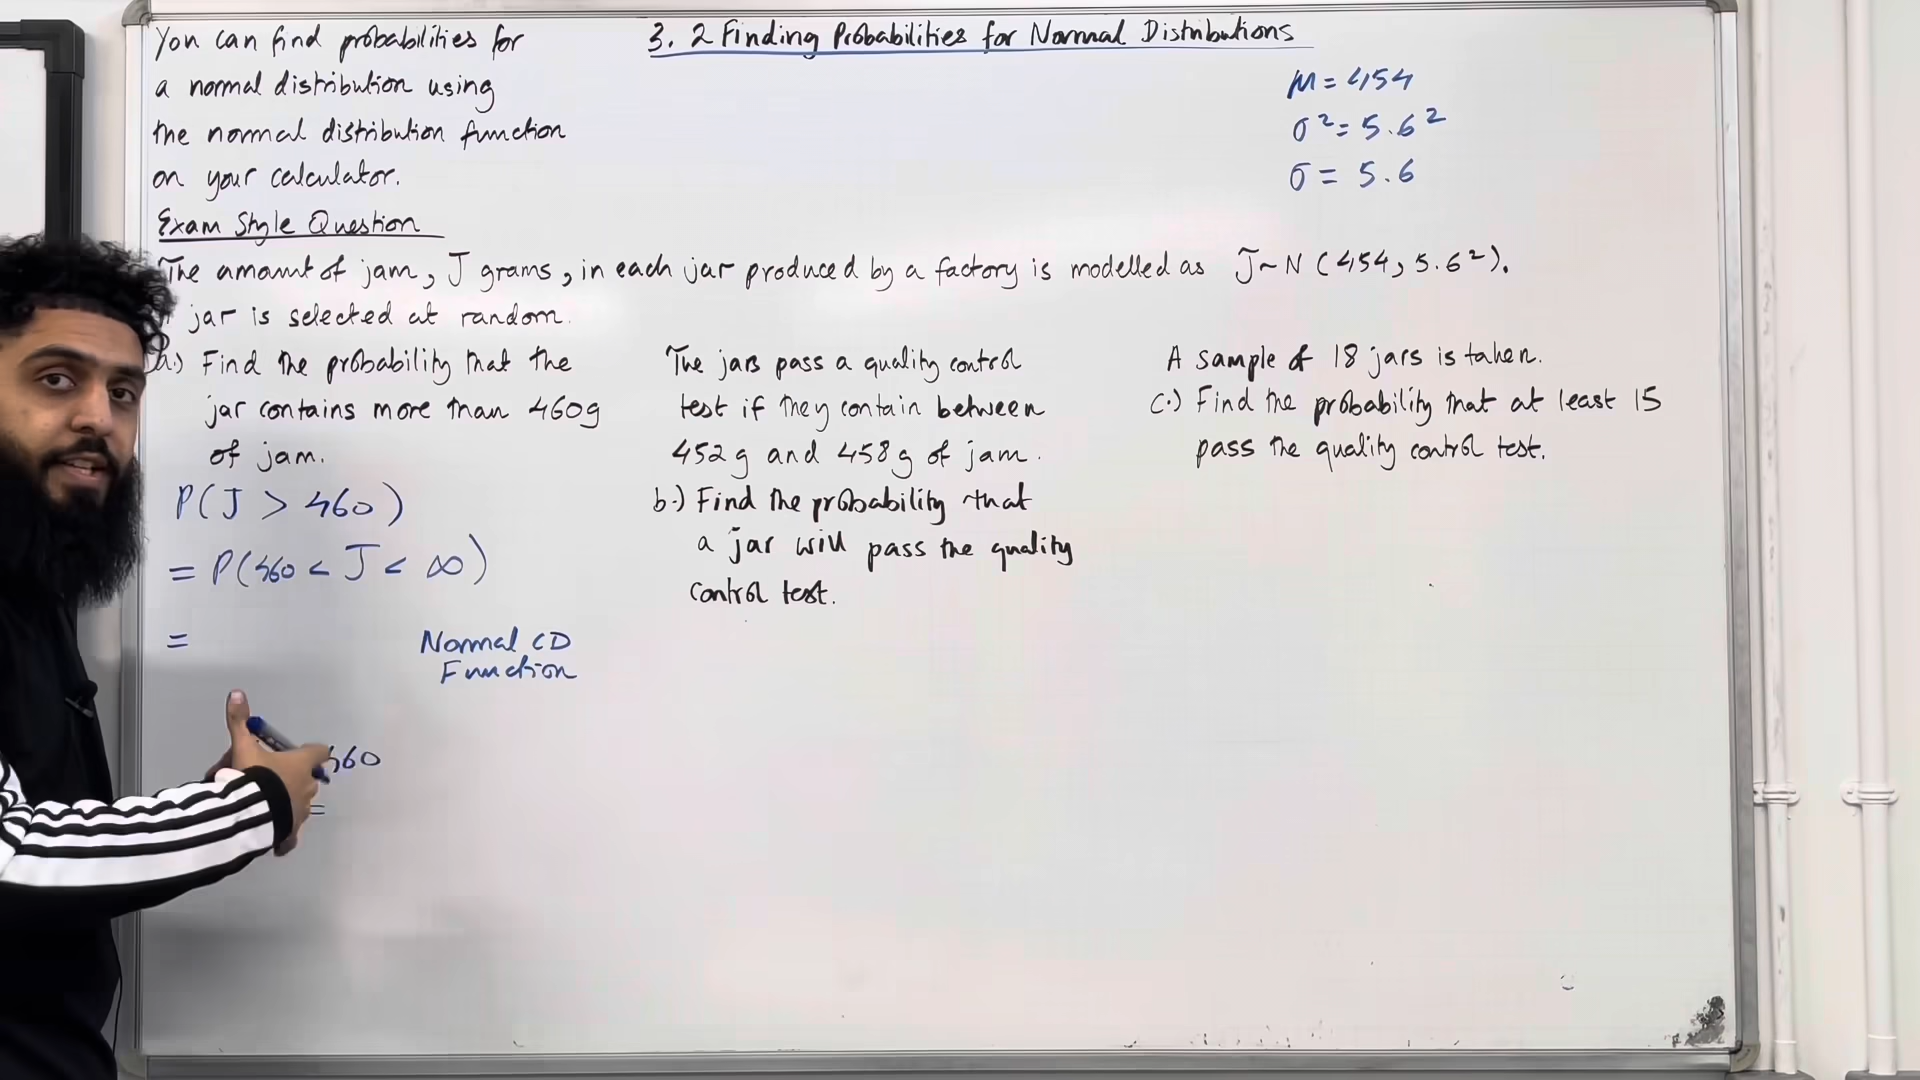 You can find probabilities for
a normal distribution using
the normal distribution function
on your calculator.
3.2 Finding Probabilities for Normal Distributions
μ = 454
σ² = 5.6²
σ = 5.6
Exam Style Question
The amount of jam, J grams, in each jar produced by a factory is modelled as J~N(454, 5.6²).
jar is selected at random.
a.) Find the probability that the
jar contains more than 460g
of jam.
P(J > 460)
= P(460 < J < ∞)
=
Normal CD
Function
460
=
The jars pass a quality control
test if they contain between
452g and 458g of jam.
b.) Find the probability that
a jar will pass the quality
control test.
A sample of 18 jars is taken.
c.) Find the probability that at least 15
pass the quality control test.